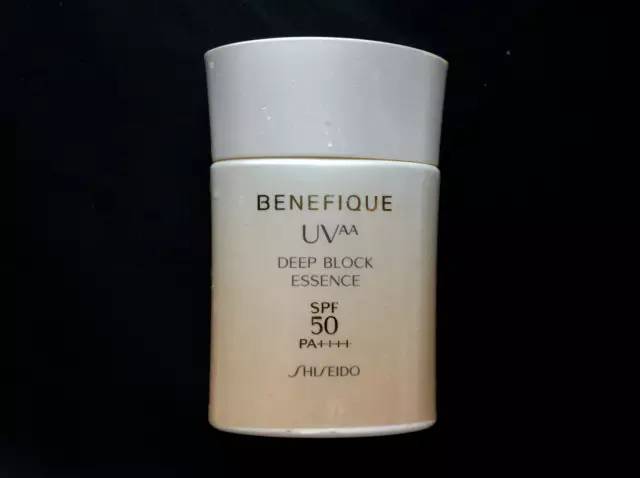 BENEFIQUE
UVAA
DEEP BLOCK
ESSENCE
SPF
50
PA++++
SHISEIDO